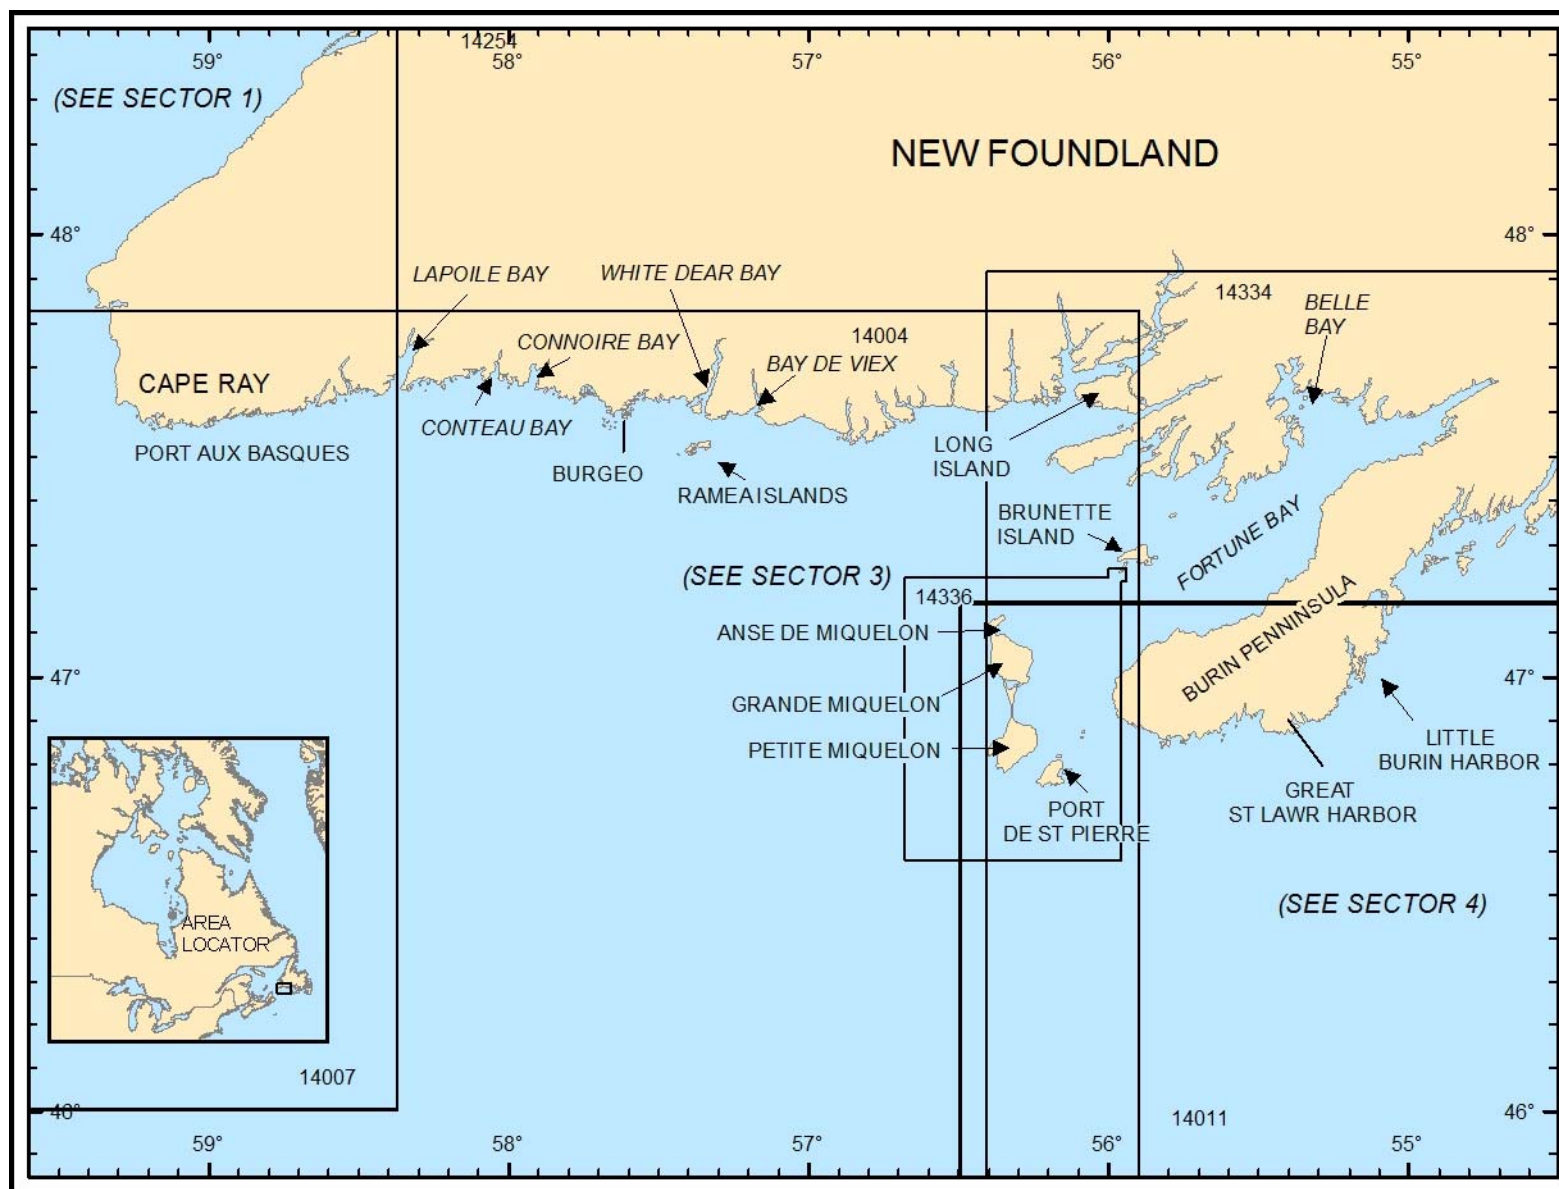 14254
59°
58°
57°
56°
55°
(SEE SECTOR 1)
NEW FOUNDLAND
48°
48°
LAPOILE BAY
WHITE DEAR BAY
14334
BELLE
BAY
14004
CONNOIRE BAY
BAY DE VIEX
CAPE RAY
CONTEAU BAY
PORT AUX BASQUES
BURGEO
LONG
ISLAND
RAMEA ISLANDS
BRUNETTE
ISLAND
FORTUNE BAY
(SEE SECTOR 3)
14336
ANSE DE MIQUELON
BURIN PENNINSULA
47°
47°
GRANDE MIQUELON
PETITE MIQUELON
LITTLE
BURIN HARBOR
GREAT
ST LAWR HARBOR
PORT
DE ST PIERRE
(SEE SECTOR 4)
AREA
LOCATOR
14007
46°
46°
14011
59°
58°
57°
56°
55°